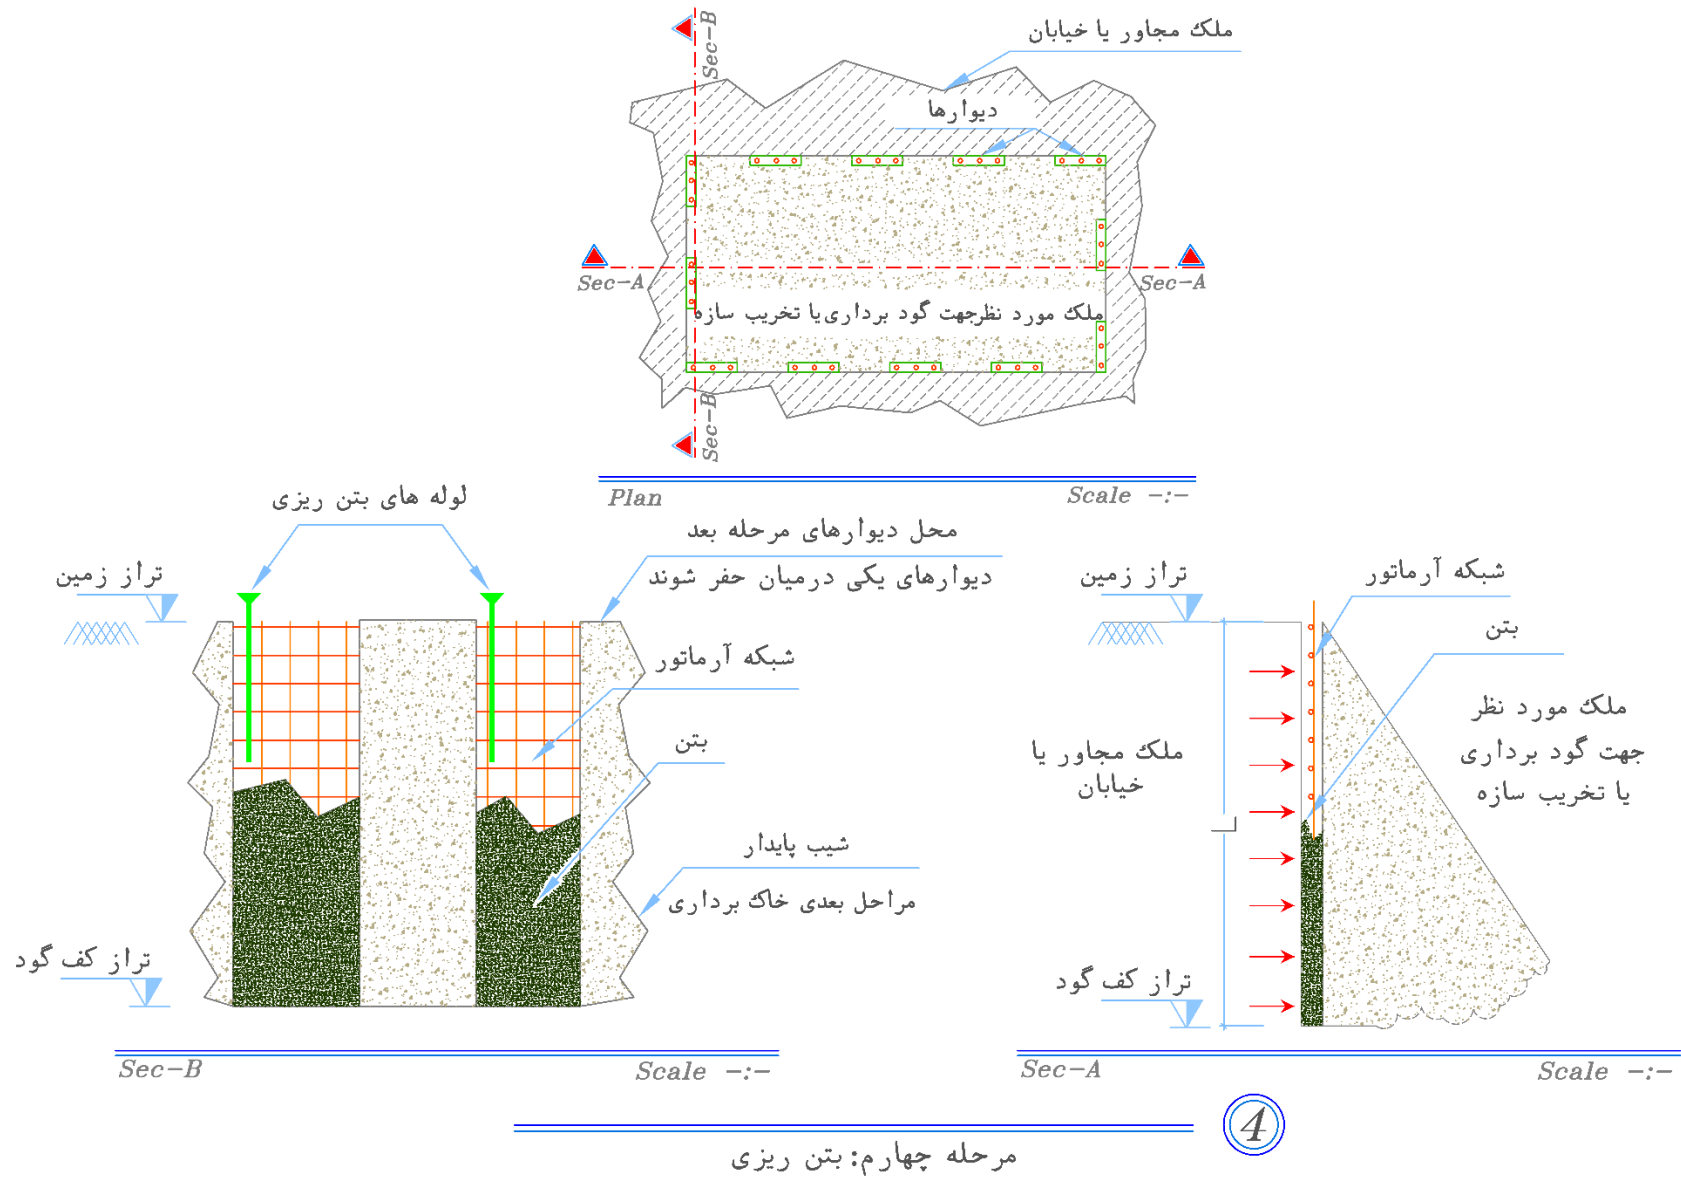 Sec-B
ملک مجاور یا خیابان
دیوارها
Sec-A
Sec-A
ملک مورد نظرجهت گود برداری یا تخریب سازه
Sec-B
Plan
Scale -:-
لوله های بتن ریزی
محل دیوارهای مرحله بعد
دیوارهای یکی درمیان حفر شوند
تراز زمین
شبکه آرماتور
بتن
شیب پایدار
مراحل بعدی خاک برداری
تراز کف گود
Sec-B
Scale -:-
تراز زمین
شبکه آرماتور
بتن
ملک مورد نظر
جهت گود برداری
یا تخریب سازه
ملک مجاور یا
خیابان
L
تراز کف گود
Sec-A
Scale -:-
4
مرحله چهارم: بتن ریزی